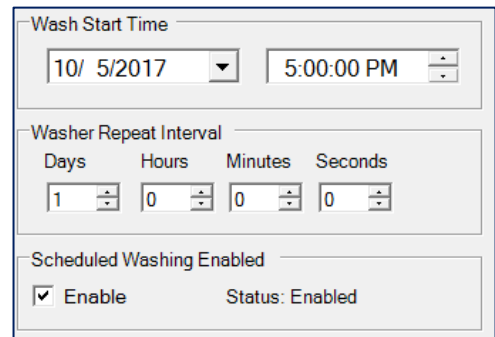 Wash Start Time
10/ 5/2017 5:00:00 PM
Washer Repeat Interval
Days Hours Minutes Seconds
1 0 0 0
Scheduled Washing Enabled
Enable Status: Enabled